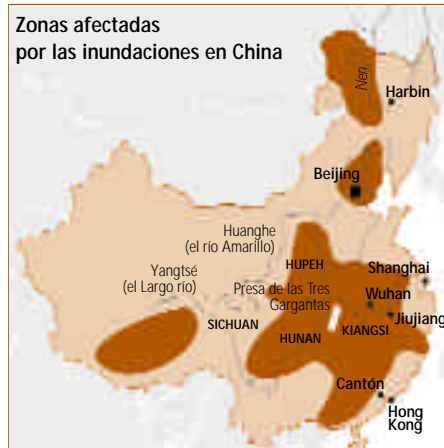 Zonas afectadas
por las inundaciones en China
Nen
Harbin
Beijing
Huanghe
(el río Amarillo)
HUPEH
Shanghai
Yangtsé
(el Largo río)
Presa de las Tres
Gargantas
Wuhan
Jiujiang
SICHUAN
KIANGSI
HUNAN
Cantón
Hong
Kong